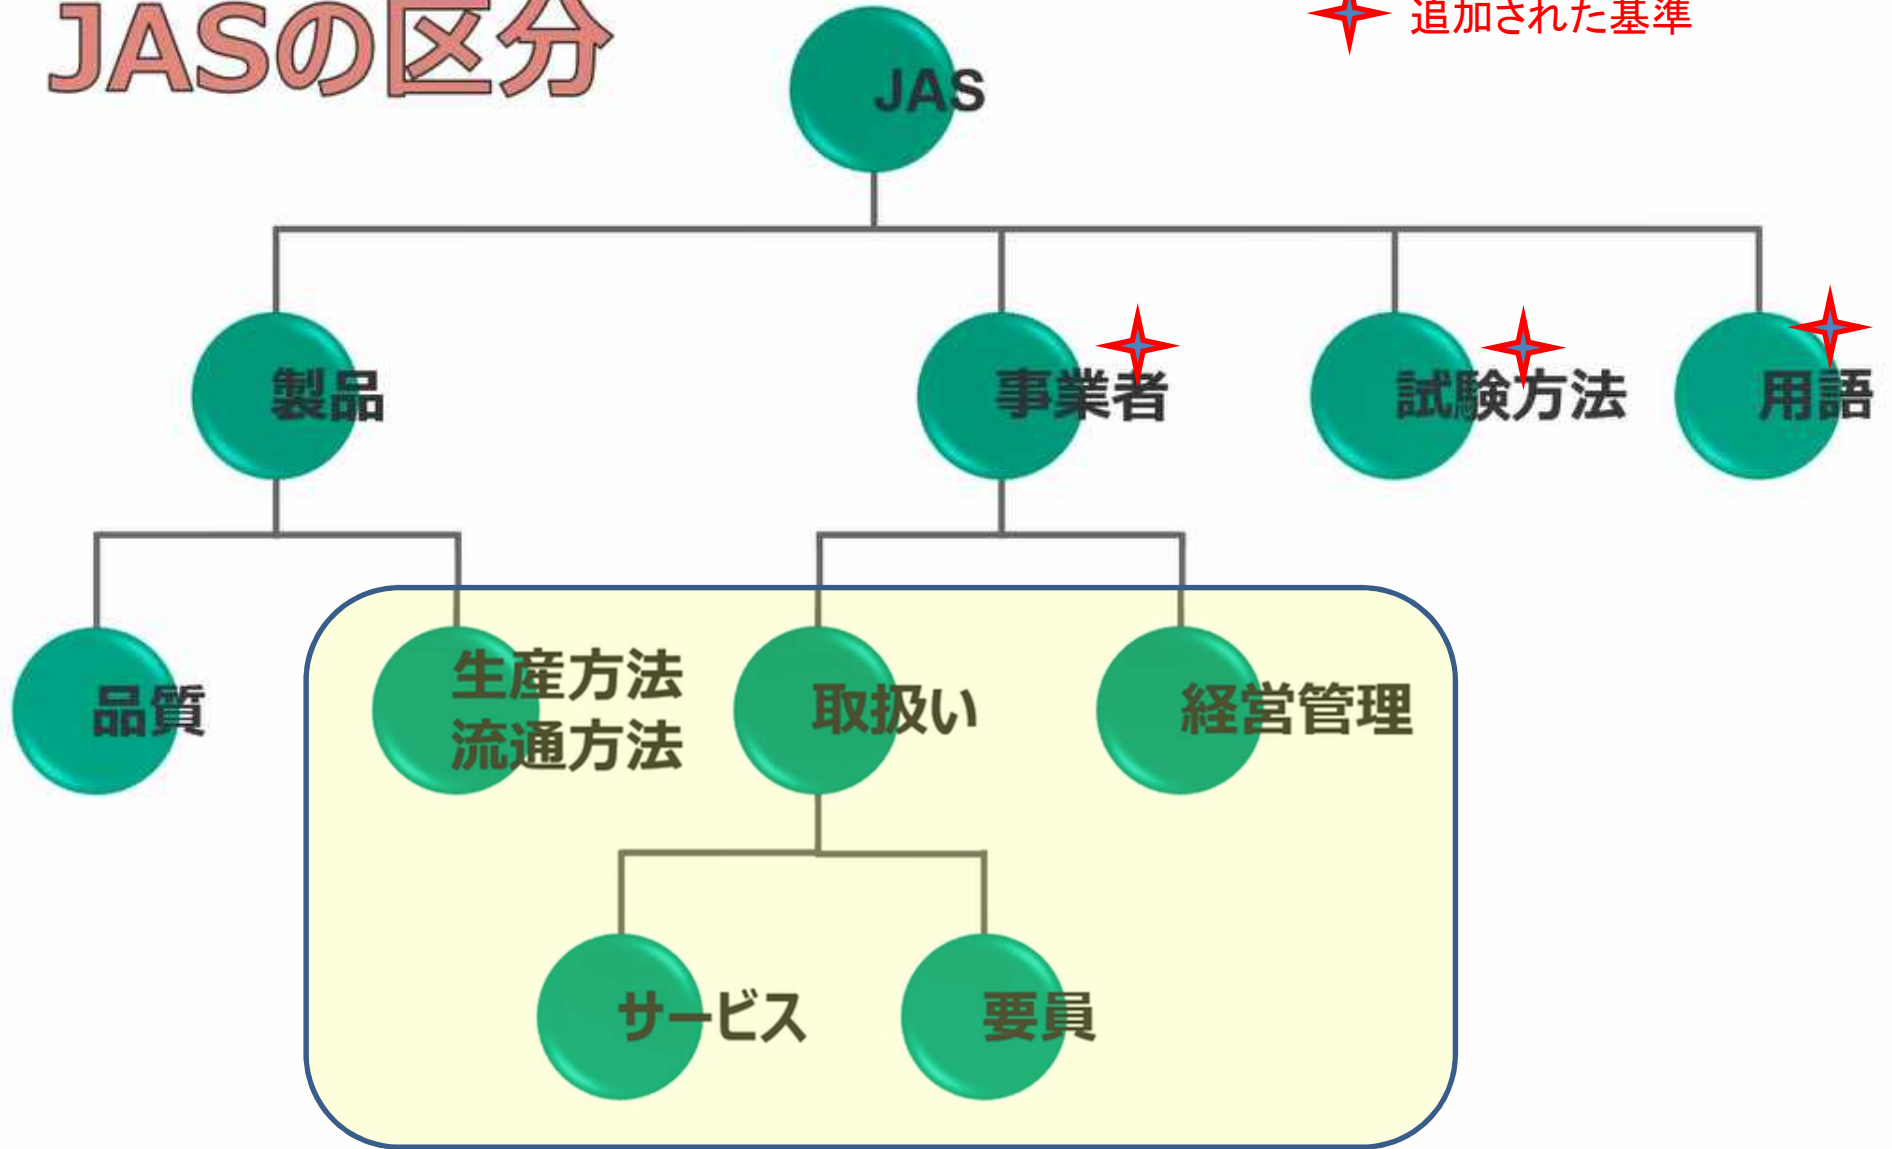 JASの区分
追加された基準
JAS
製品
事業者
試験方法
用語
品質
生産方法
流通方法
取扱い
経営管理
サービス
要員